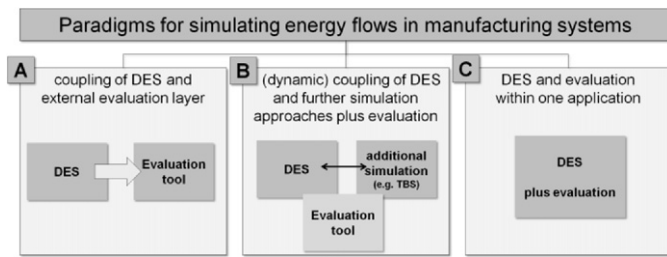 Paradigms for simulating energy flows in manufacturing systems
A
coupling of DES and
external evaluation layer
DES
Evaluation
tool
B
(dynamic) coupling of DES
and further simulation
approaches plus evaluation
DES
additional
simulation
(e.g. TBS)
Evaluation
tool
C
DES and evaluation
within one application
DES
plus evaluation